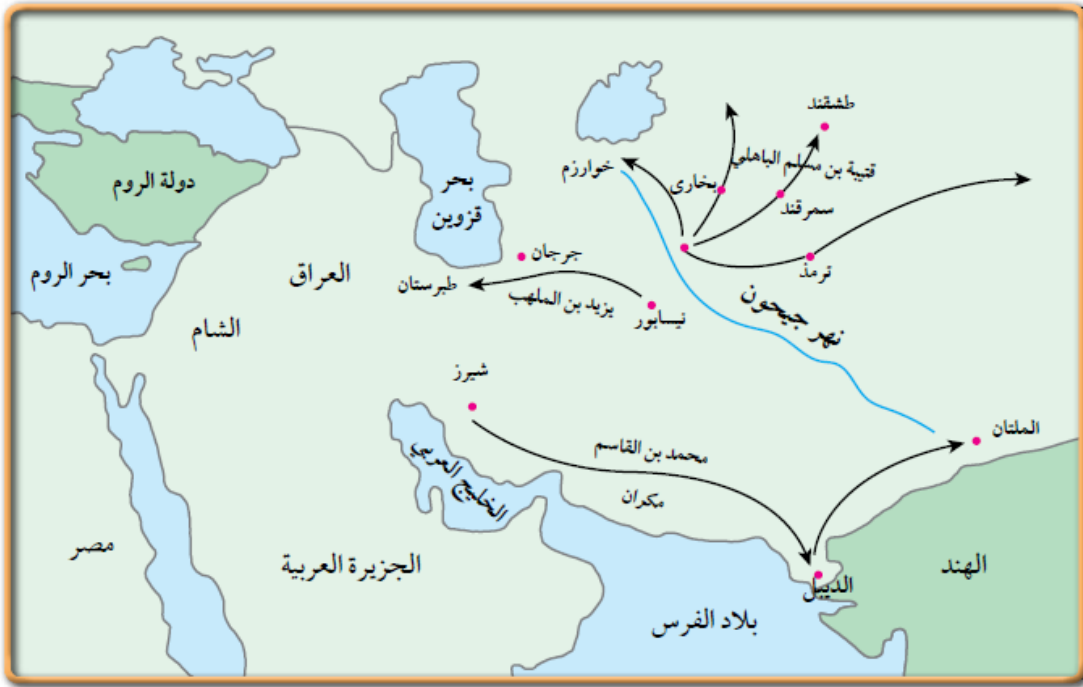 طشقند
قتيبة بن مسلم الباهلي
خوارزم
بخارى
سمرقند
ترمذ
دولة الروم
بحر
قزوين
بحر الروم
جرجان
العراق
طبرستان
يزيد بن الملهب
نيسابور
نهر جيحون
الشام
شيرز
الملتان
محمد بن القاسم
الخليج العربي
مكران
مصر
الجزيرة العربية
الديبل
الهند
بلاد الفرس